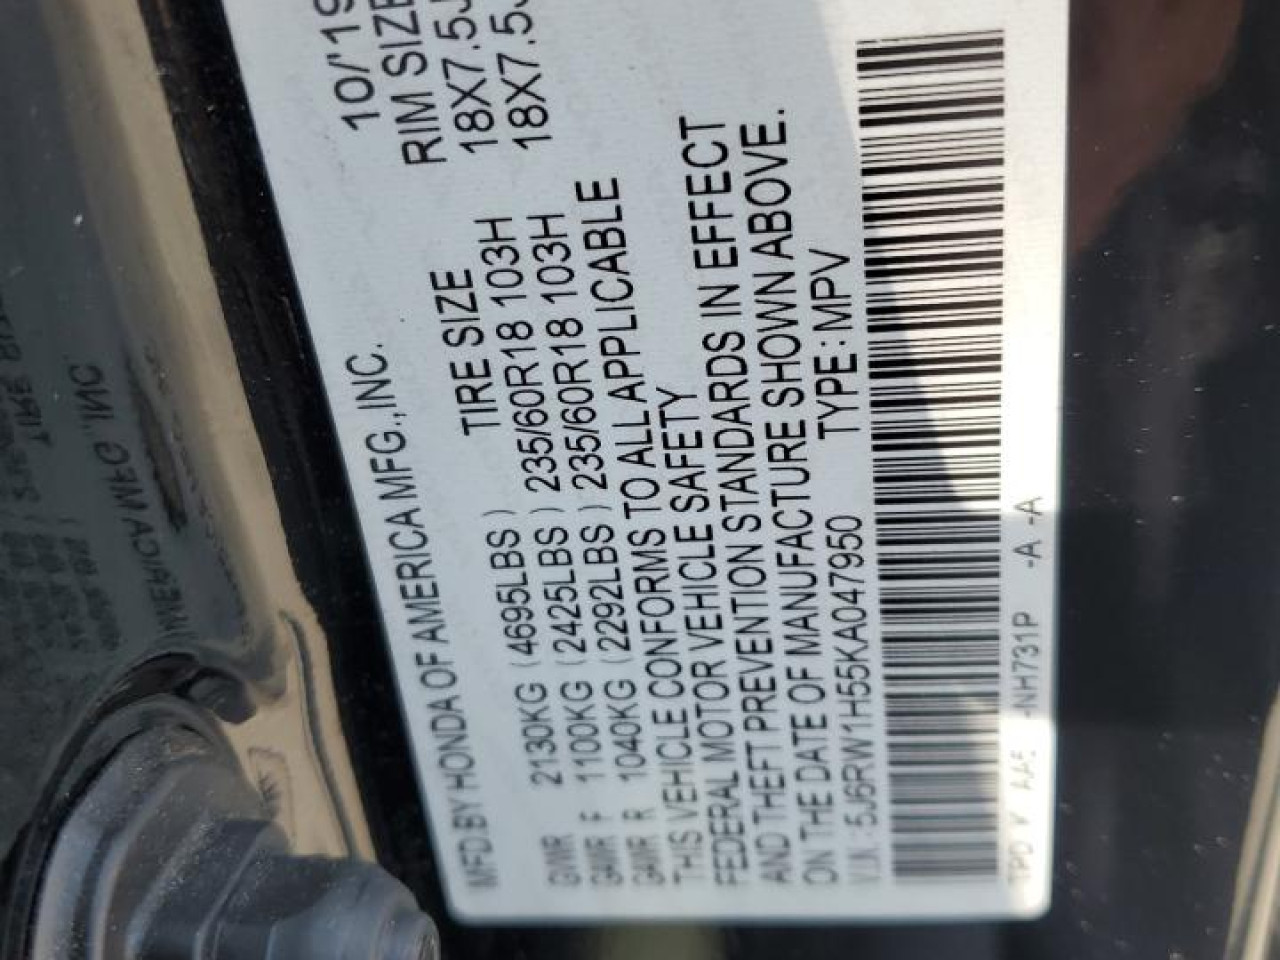 MFD.BY HONDA OF AMERICA MFG.,INC. 10/'19
TIRE SIZE RIM SIZE
GVWR 2130KG (4695LBS) 235/60R18 103H 18X7.5J
GAWR F 1100KG (2425LBS) 235/60R18 103H 18X7.5J
GAWR R 1040KG (2292LBS)
THIS VEHICLE CONFORMS TO ALL APPLICABLE
FEDERAL MOTOR VEHICLE SAFETY
AND THEFT PREVENTION STANDARDS IN EFFECT
ON THE DATE OF MANUFACTURE SHOWN ABOVE.
V.I.N.: 5J6RW1H55KA047950 TYPE: MPV
TPD V AA5 -NH731P -A -A